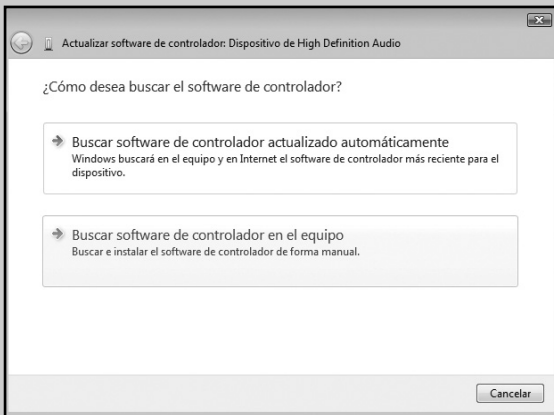 Actualizar software de controlador: Dispositivo de High Definition Audio
¿Cómo desea buscar el software de controlador?
Buscar software de controlador actualizado automáticamente
Windows buscará en el equipo y en Internet el software de controlador más reciente para el
dispositivo.
Buscar software de controlador en el equipo
Buscar e instalar el software de controlador de forma manual.
Cancelar